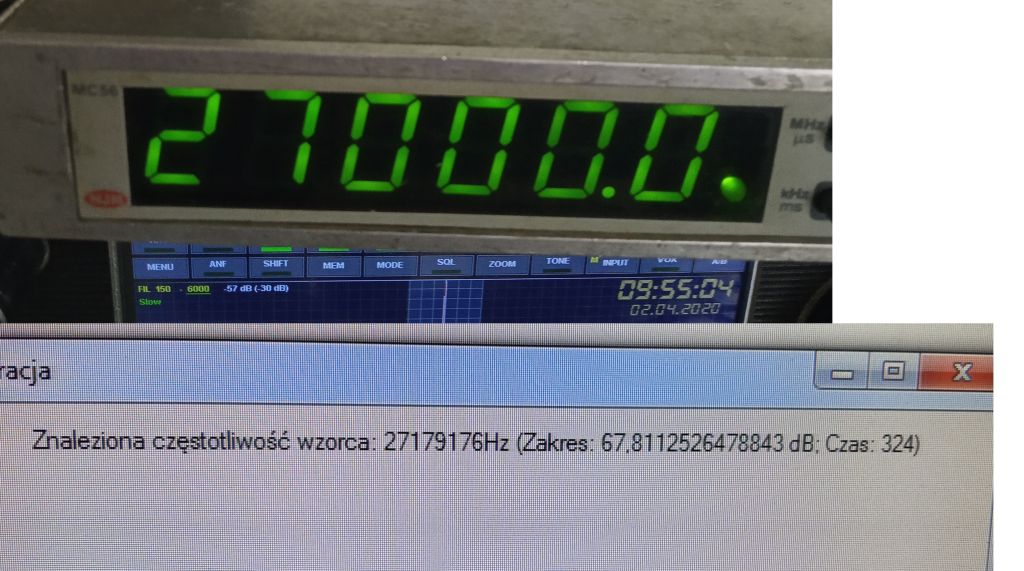 MC56
27000.0.
MHz
µS
kHz
ms
MENU ANF SHIFT MEM MODE SQL ZOOM TONE M INPUT VOX A/B
FIL 150 - 6000 -57 dB (-30 dB)
09:55:04
Slow
02.04.2020
racja
Znaleziona częstotliwość wzorca: 27179176Hz (Zakres: 67,8112526478843 dB; Czas: 324)